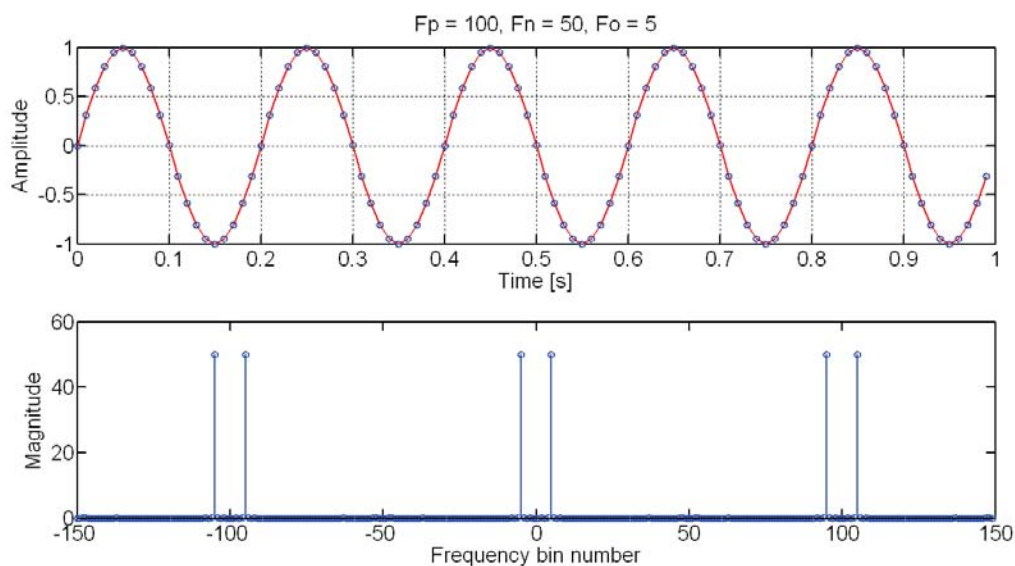 Fp = 100, Fn = 50, Fo = 5
Amplitude
1
0.5
0
-0.5
-1
0 0.1 0.2 0.3 0.4 0.5 0.6 0.7 0.8 0.9 1
Time [s]
Magnitude
60
40
20
0
-150 -100 -50 0 50 100 150
Frequency bin number